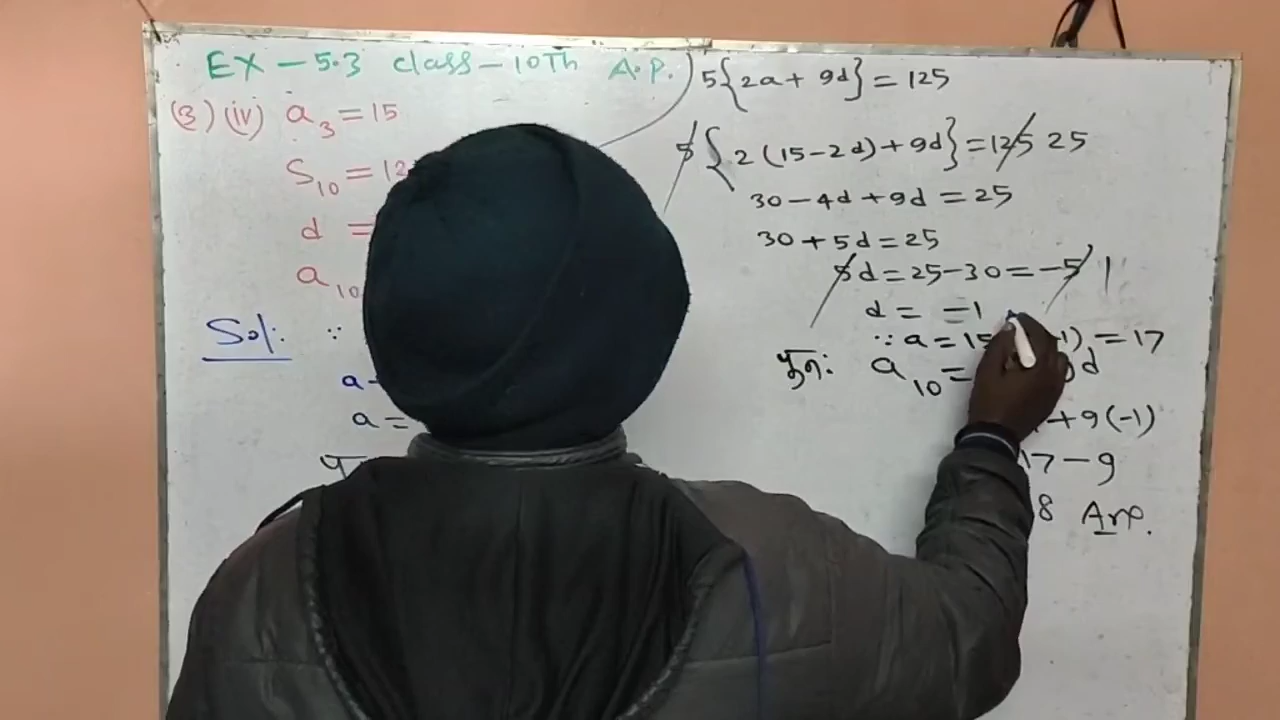 EX – 5.3 class – 10Th A.P.
(3) (iv) a₃ = 15
S₁₀ = 12
d =
a₁₀
Sol: ∵
a -
a =
5{2a + 9d} = 125
5{2(15 – 2d) + 9d} = 125 25
30 – 4d + 9d = 25
30 + 5d = 25
5d = 25 – 30 = –5 1
d = –1
∵ a = 15 1) = 17
पुनः a₁₀ = d
+ 9(–1)
17 – 9
8 Ans.